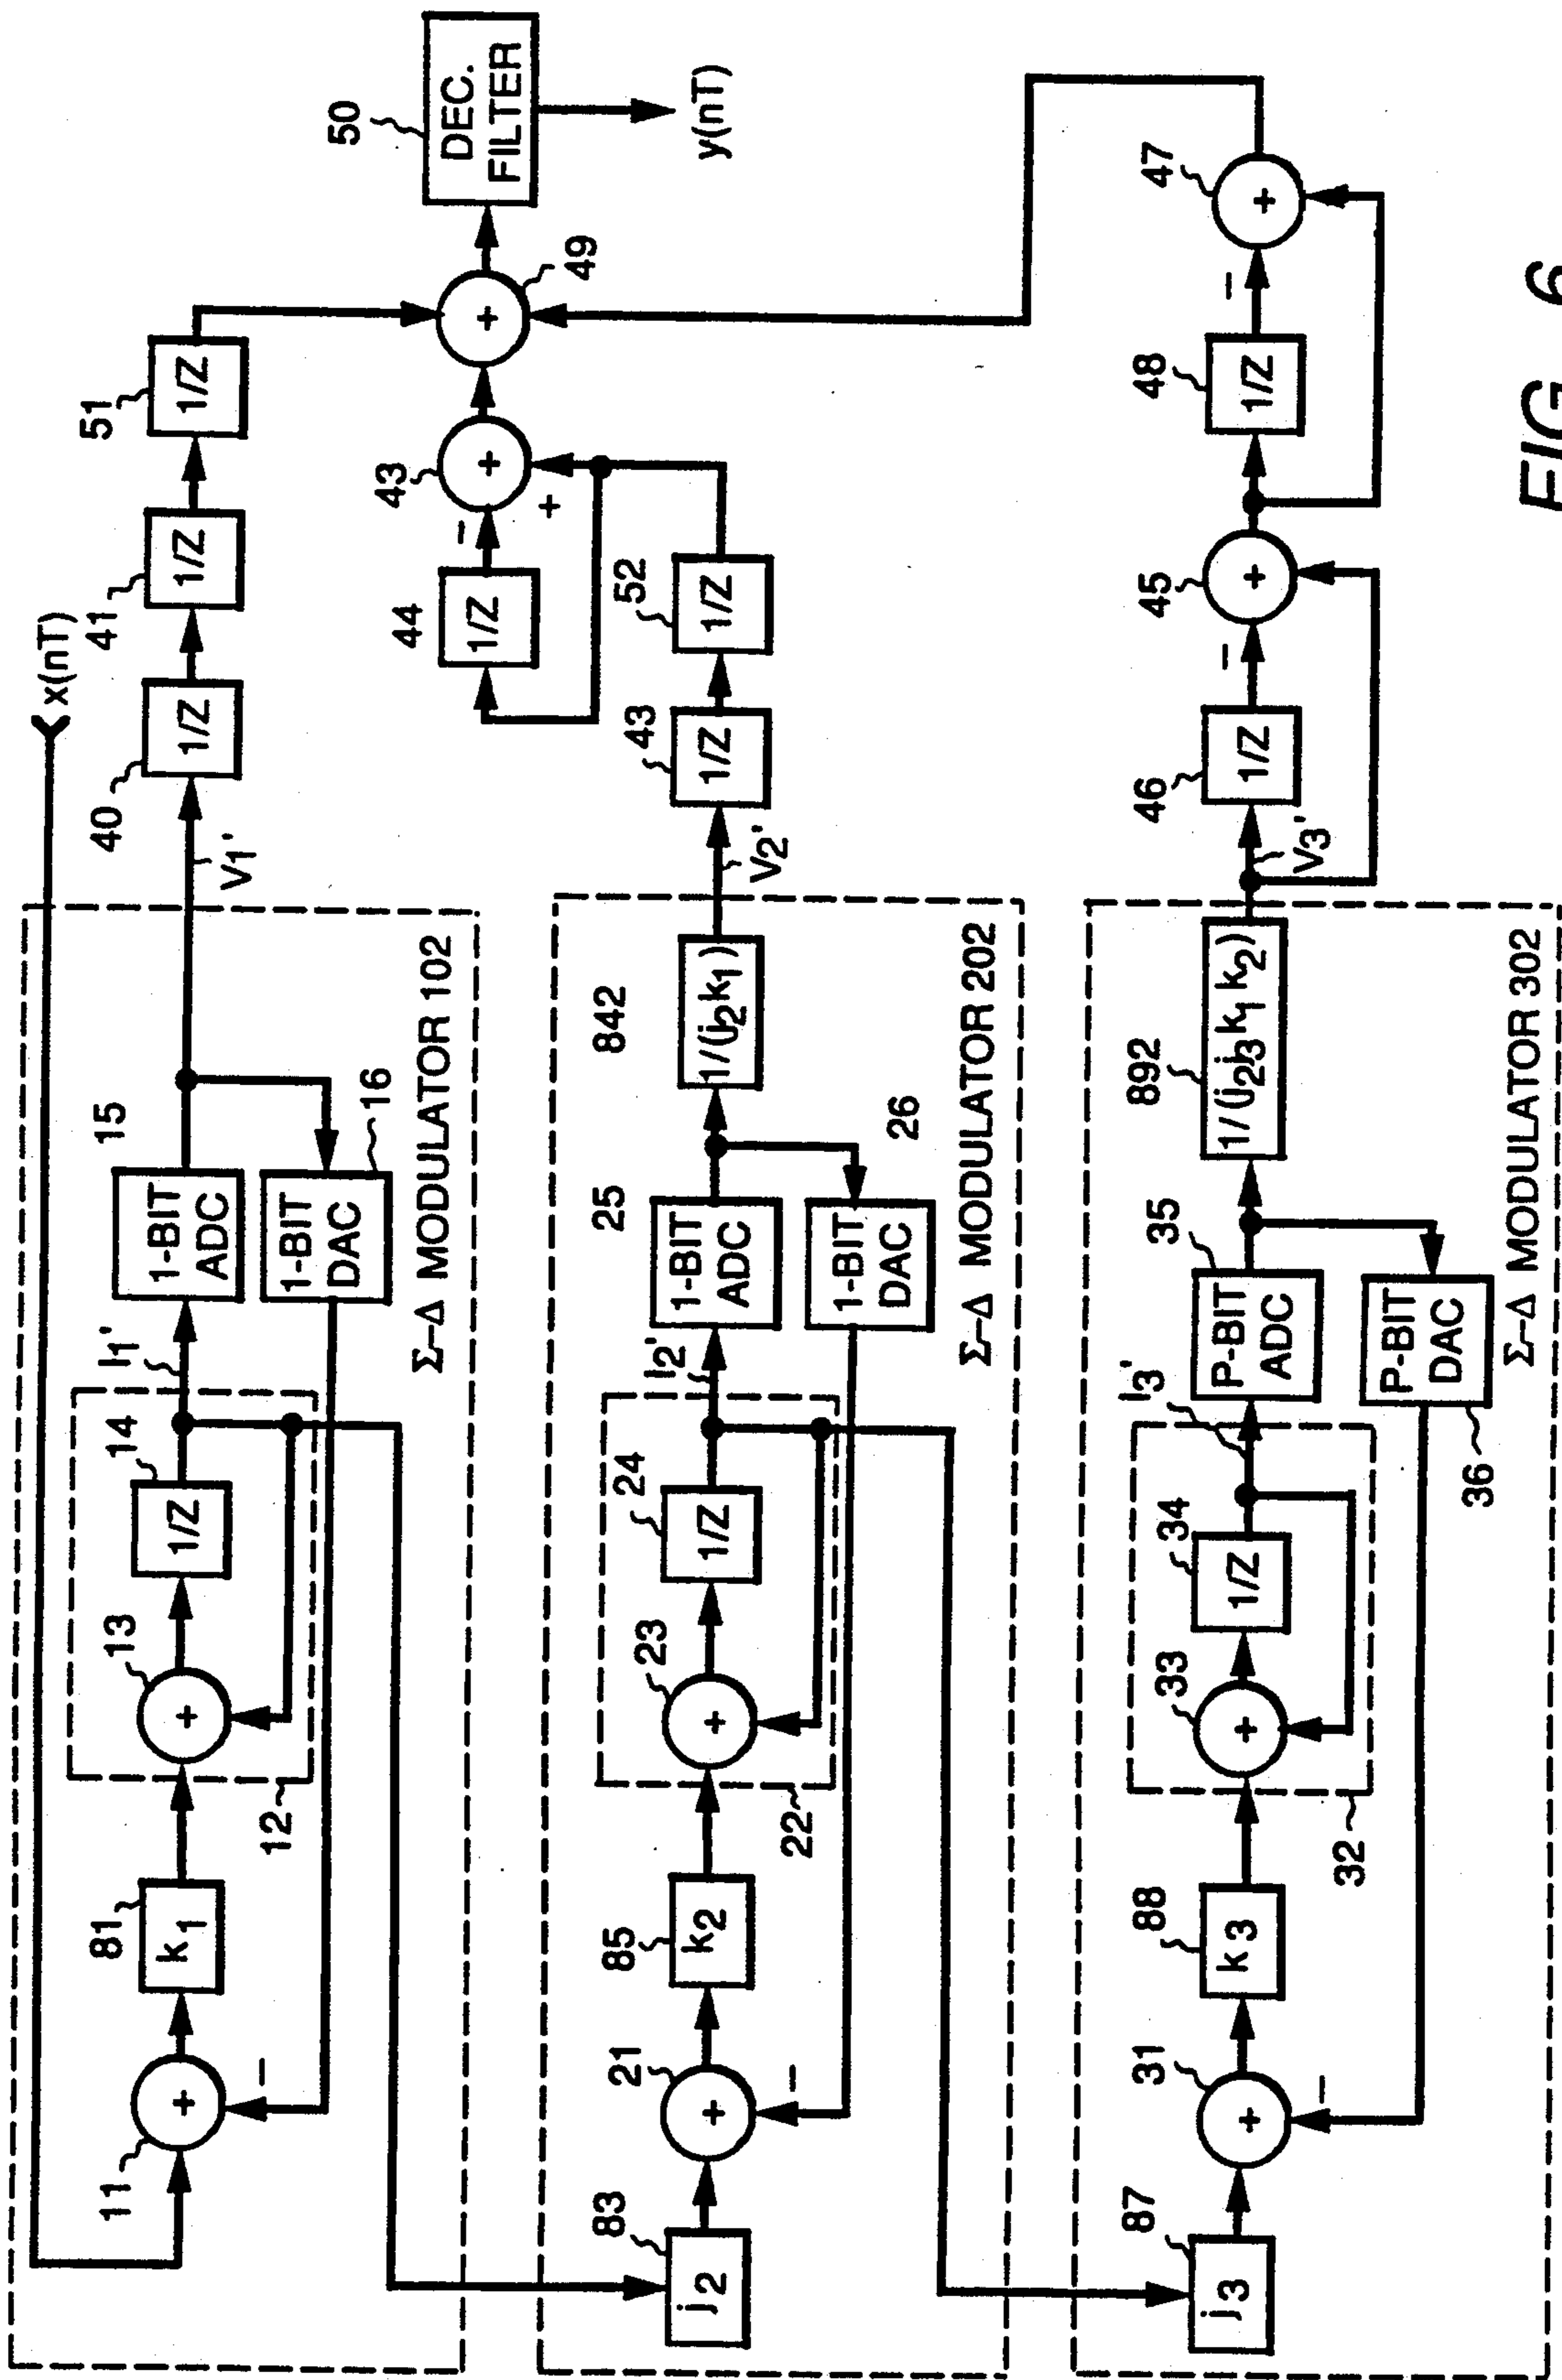 x(nT)
11
81
k1
12
13
+
14
1/Z
I1'
15
1-BIT
ADC
1-BIT
DAC
16
Σ–Δ MODULATOR 102
V1'
40
1/Z
41
1/Z
51
1/Z
+
–
83
j2
21
+
–
85
k2
22
23
+
24
1/Z
I2'
25
1-BIT
ADC
1-BIT
DAC
26
842
1/(j2k1)
Σ–Δ MODULATOR 202
V2'
43
1/Z
52
1/Z
44
1/Z
–
+
43
+
49
+
50
DEC.
FILTER
y(nT)
87
j3
31
+
–
88
k3
32
33
+
34
1/Z
I3'
35
P-BIT
ADC
P-BIT
DAC
36
892
1/(j2j3k1k2)
Σ–Δ MODULATOR 302
V3'
46
1/Z
–
45
+
48
1/Z
–
47
+
FIG. 6